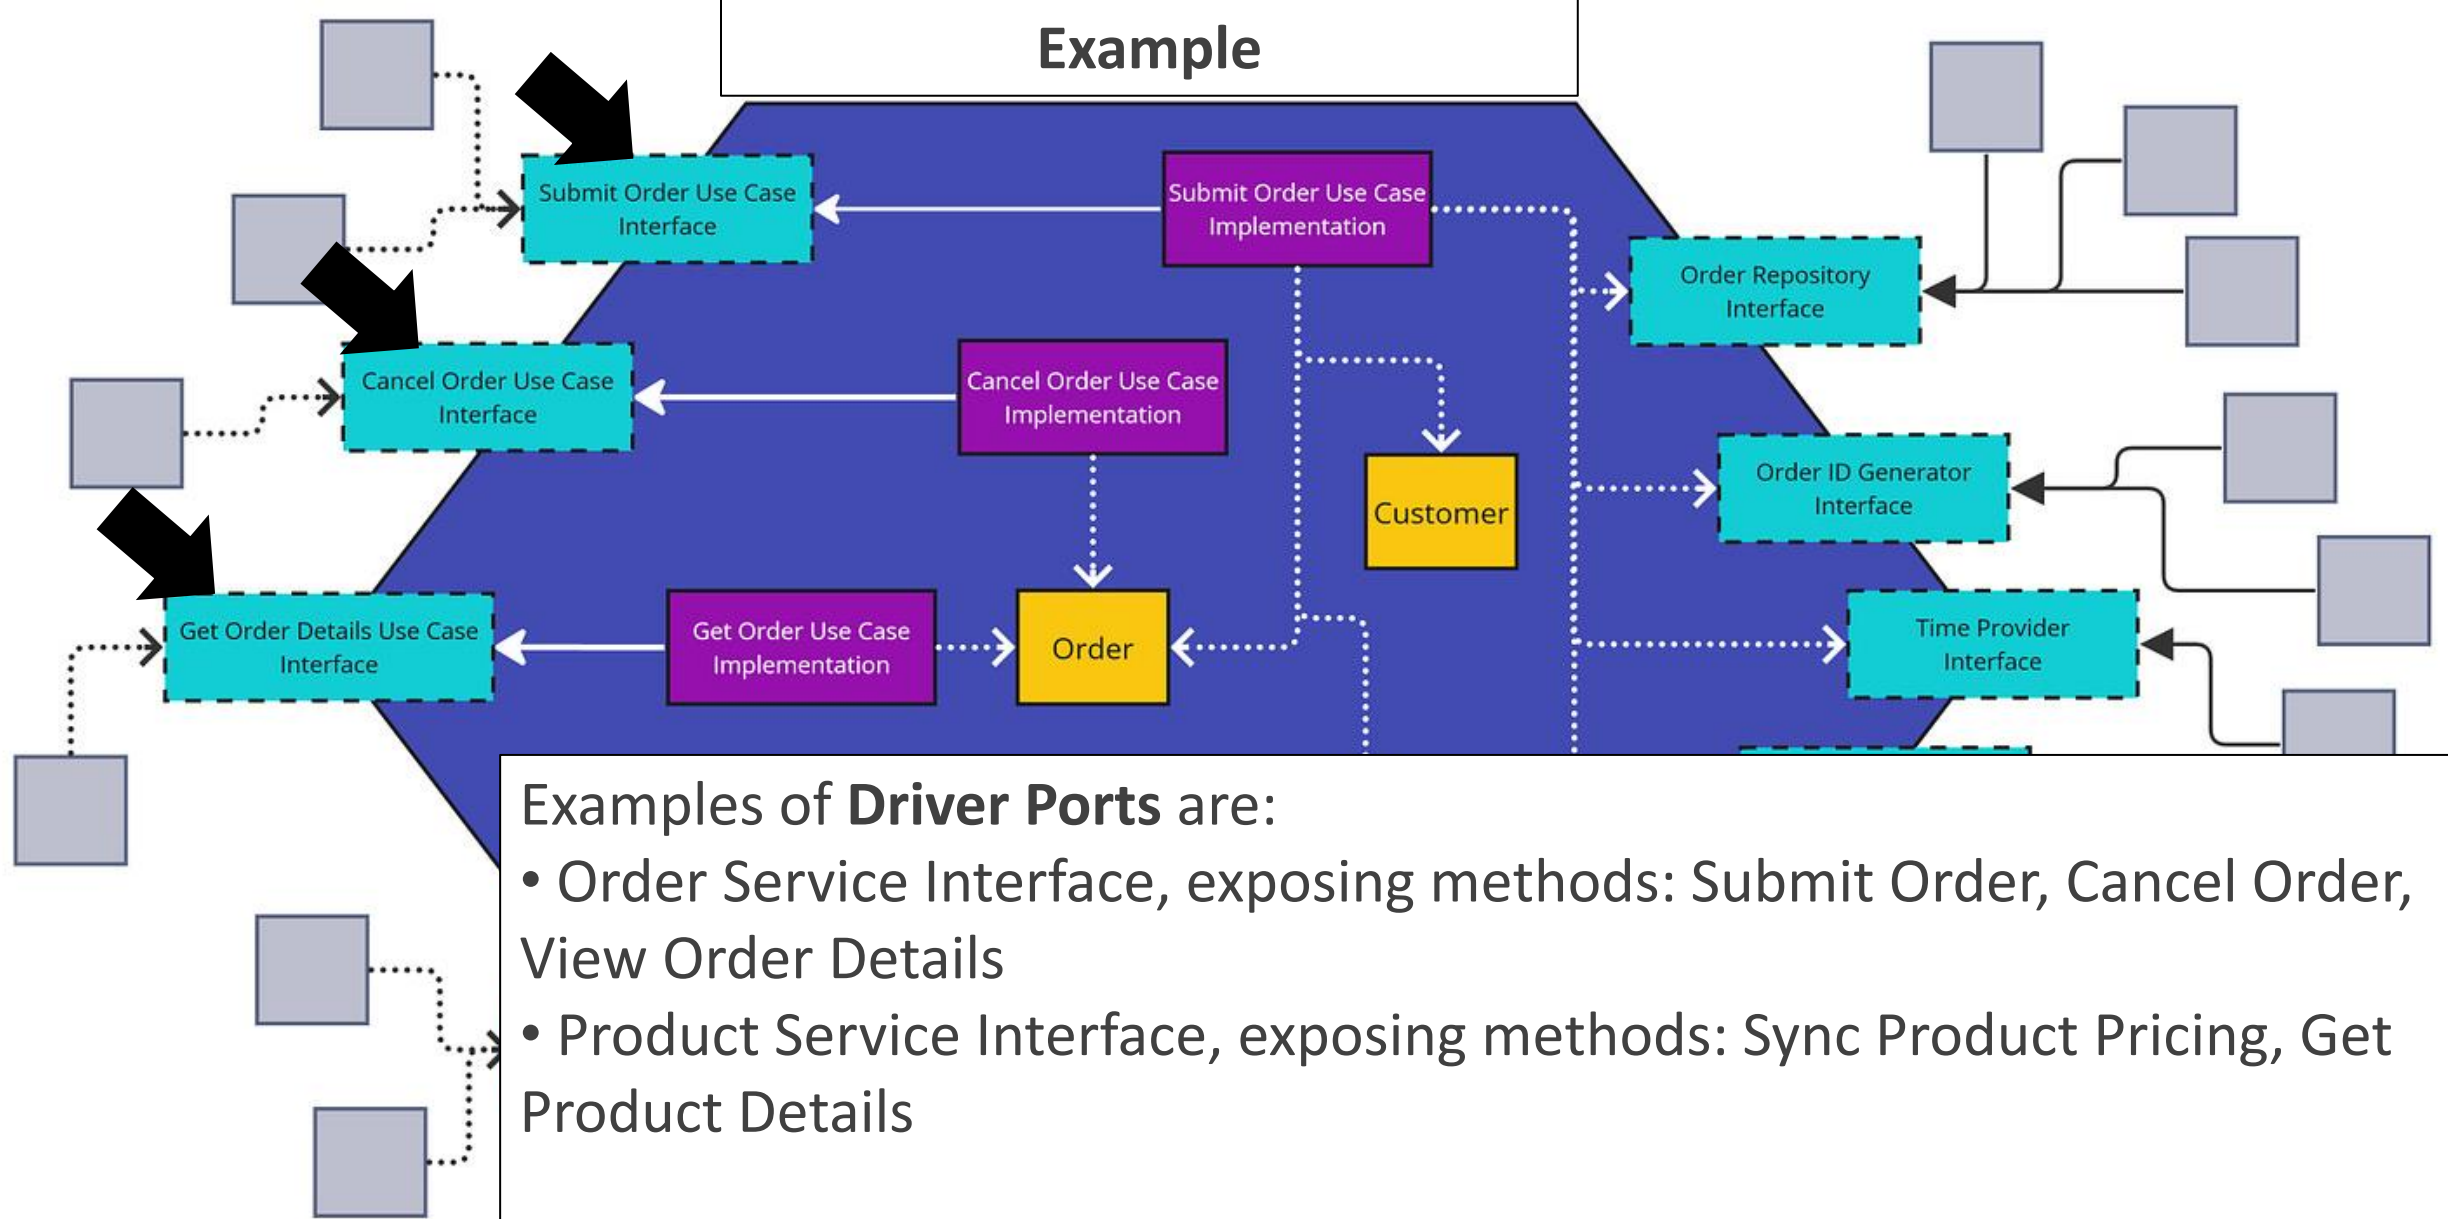 Example
Submit Order Use Case
Interface
Submit Order Use Case
Implementation
Order Repository
Interface
Cancel Order Use Case
Interface
Cancel Order Use Case
Implementation
Customer
Order ID Generator
Interface
Get Order Details Use Case
Interface
Get Order Use Case
Implementation
Order
Time Provider
Interface
Examples of Driver Ports are:
• Order Service Interface, exposing methods: Submit Order, Cancel Order,
View Order Details
• Product Service Interface, exposing methods: Sync Product Pricing, Get
Product Details